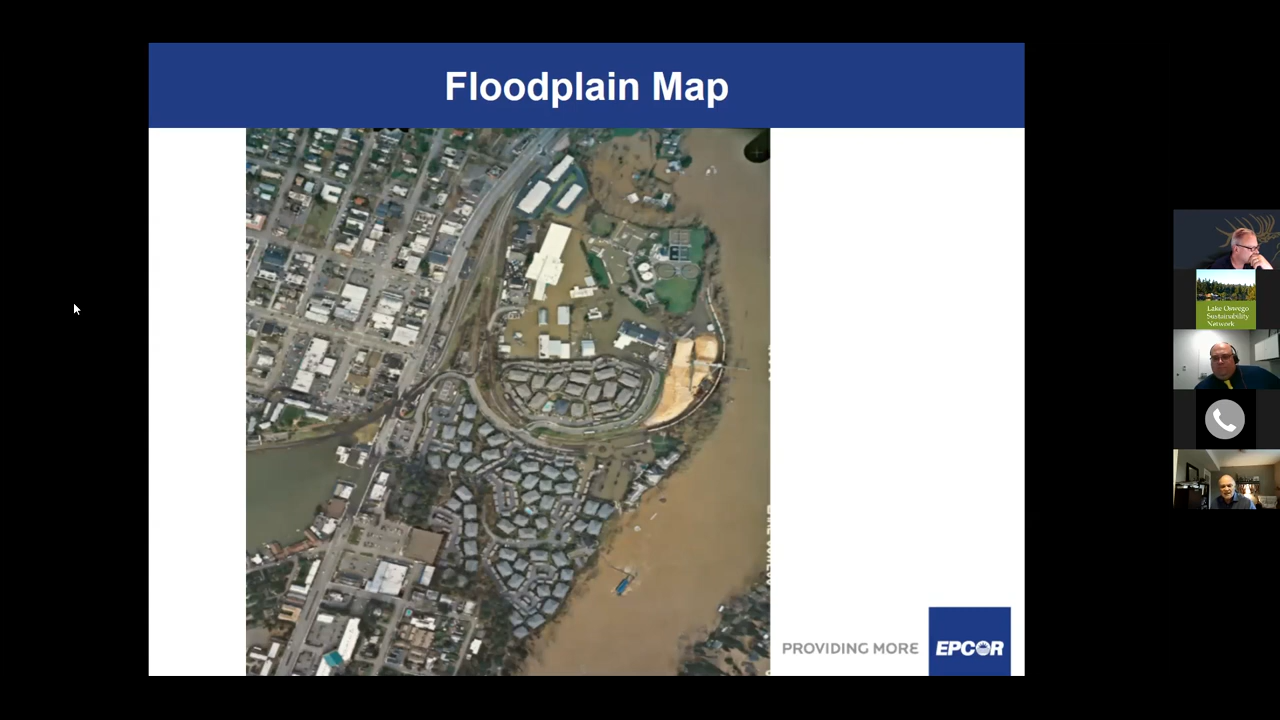 Floodplain Map
Lake Oswego
Sustainability
Network
PROVIDING MORE
EPCOR